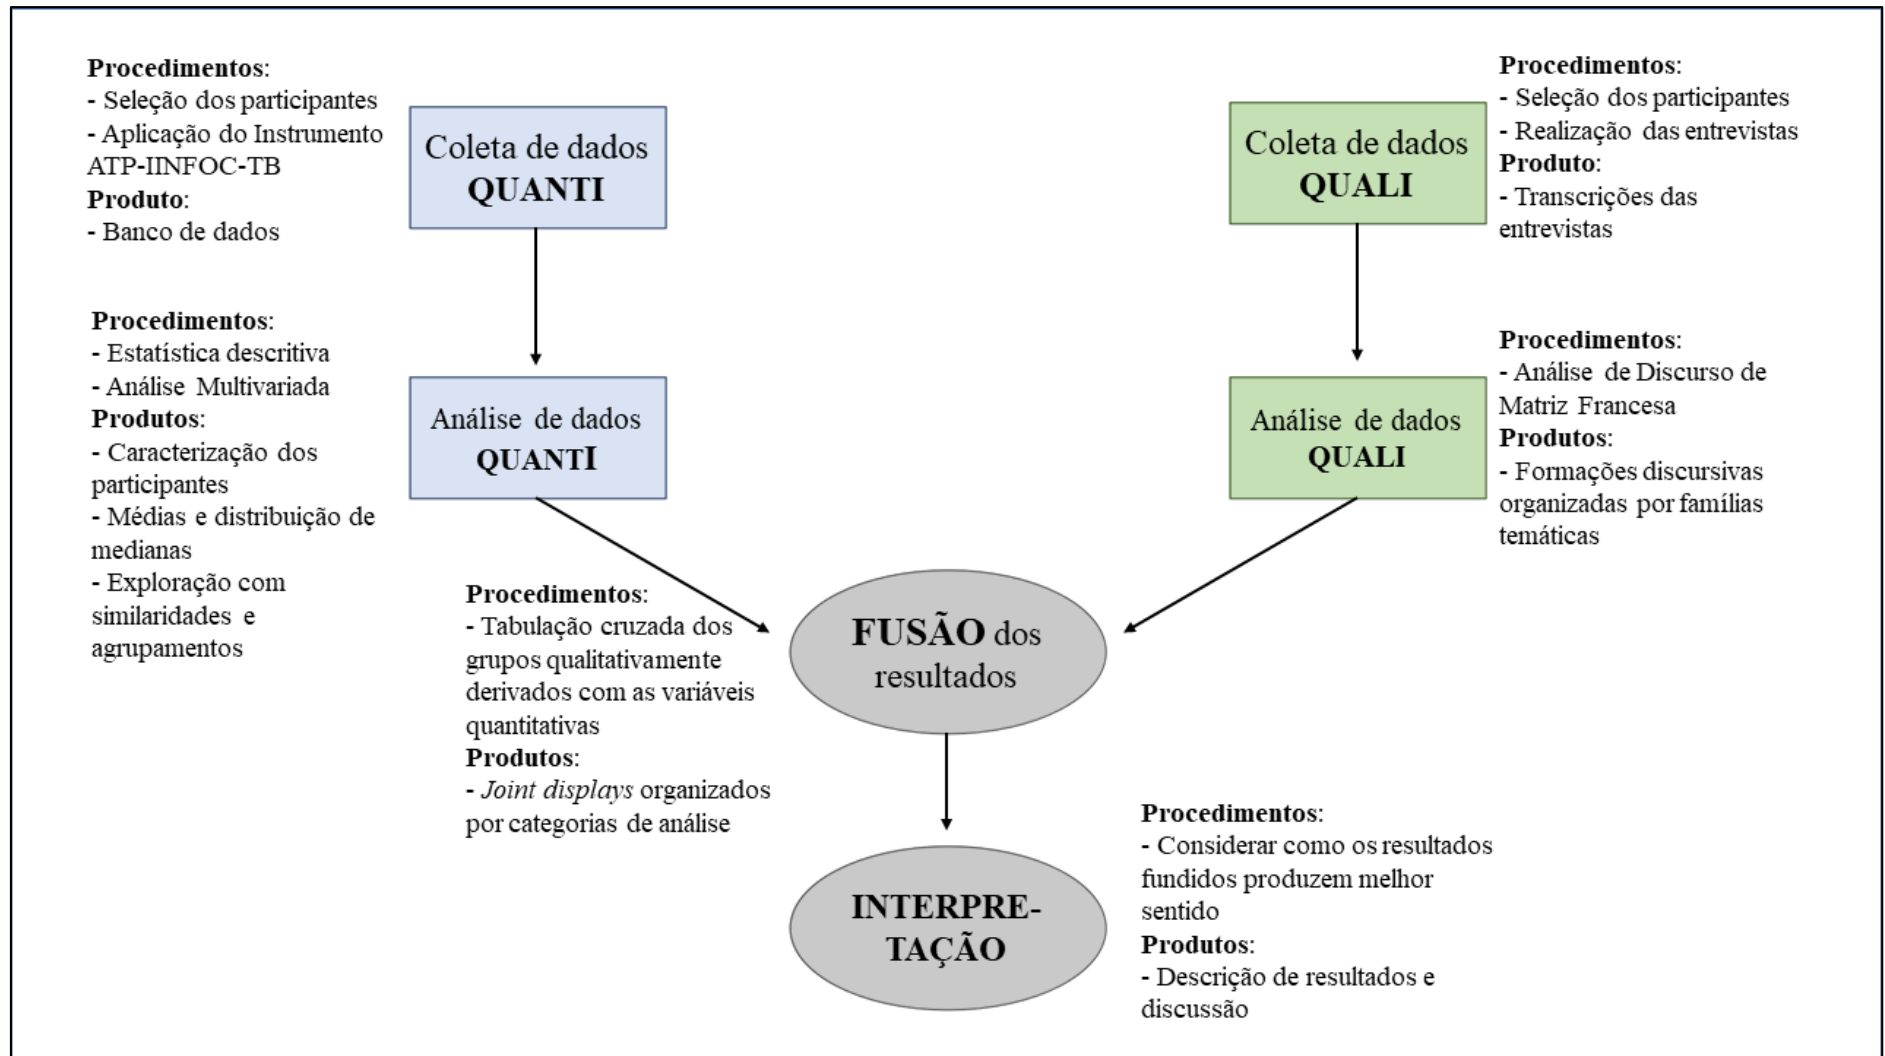 Procedimentos:
- Seleção dos participantes
- Aplicação do Instrumento
ATP-IINFOC-TB
Produto:
- Banco de dados
Coleta de dados
QUANTI
Coleta de dados
QUALI
Procedimentos:
- Seleção dos participantes
- Realização das entrevistas
Produto:
- Transcrições das
entrevistas
Procedimentos:
- Estatística descritiva
- Análise Multivariada
Produtos:
- Caracterização dos
participantes
- Médias e distribuição de
medianas
- Exploração com
similaridades e
agrupamentos
Análise de dados
QUANTI
Análise de dados
QUALI
Procedimentos:
- Análise de Discurso de
Matriz Francesa
Produtos:
- Formações discursivas
organizadas por famílias
temáticas
Procedimentos:
- Tabulação cruzada dos
grupos qualitativamente
derivados com as variáveis
quantitativas
Produtos:
- Joint displays organizados
por categorias de análise
FUSÃO dos
resultados
INTERPRE-
TAÇÃO
Procedimentos:
- Considerar como os resultados
fundidos produzem melhor
sentido
Produtos:
- Descrição de resultados e
discussão